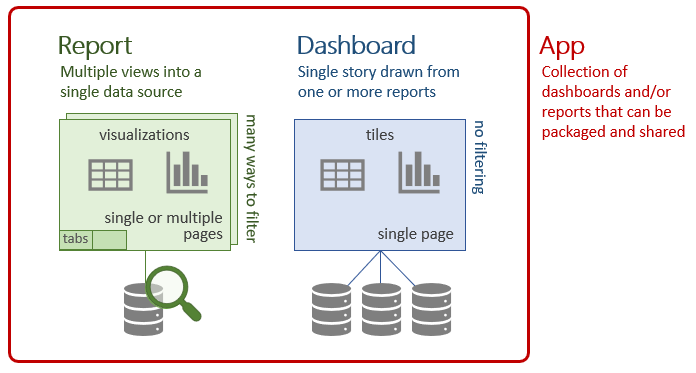 Report
Multiple views into a
single data source
visualizations
many ways to filter
single or multiple
pages
tabs
Dashboard
Single story drawn from
one or more reports
tiles
no filtering
single page
App
Collection of
dashboards and/or
reports that can be
packaged and shared